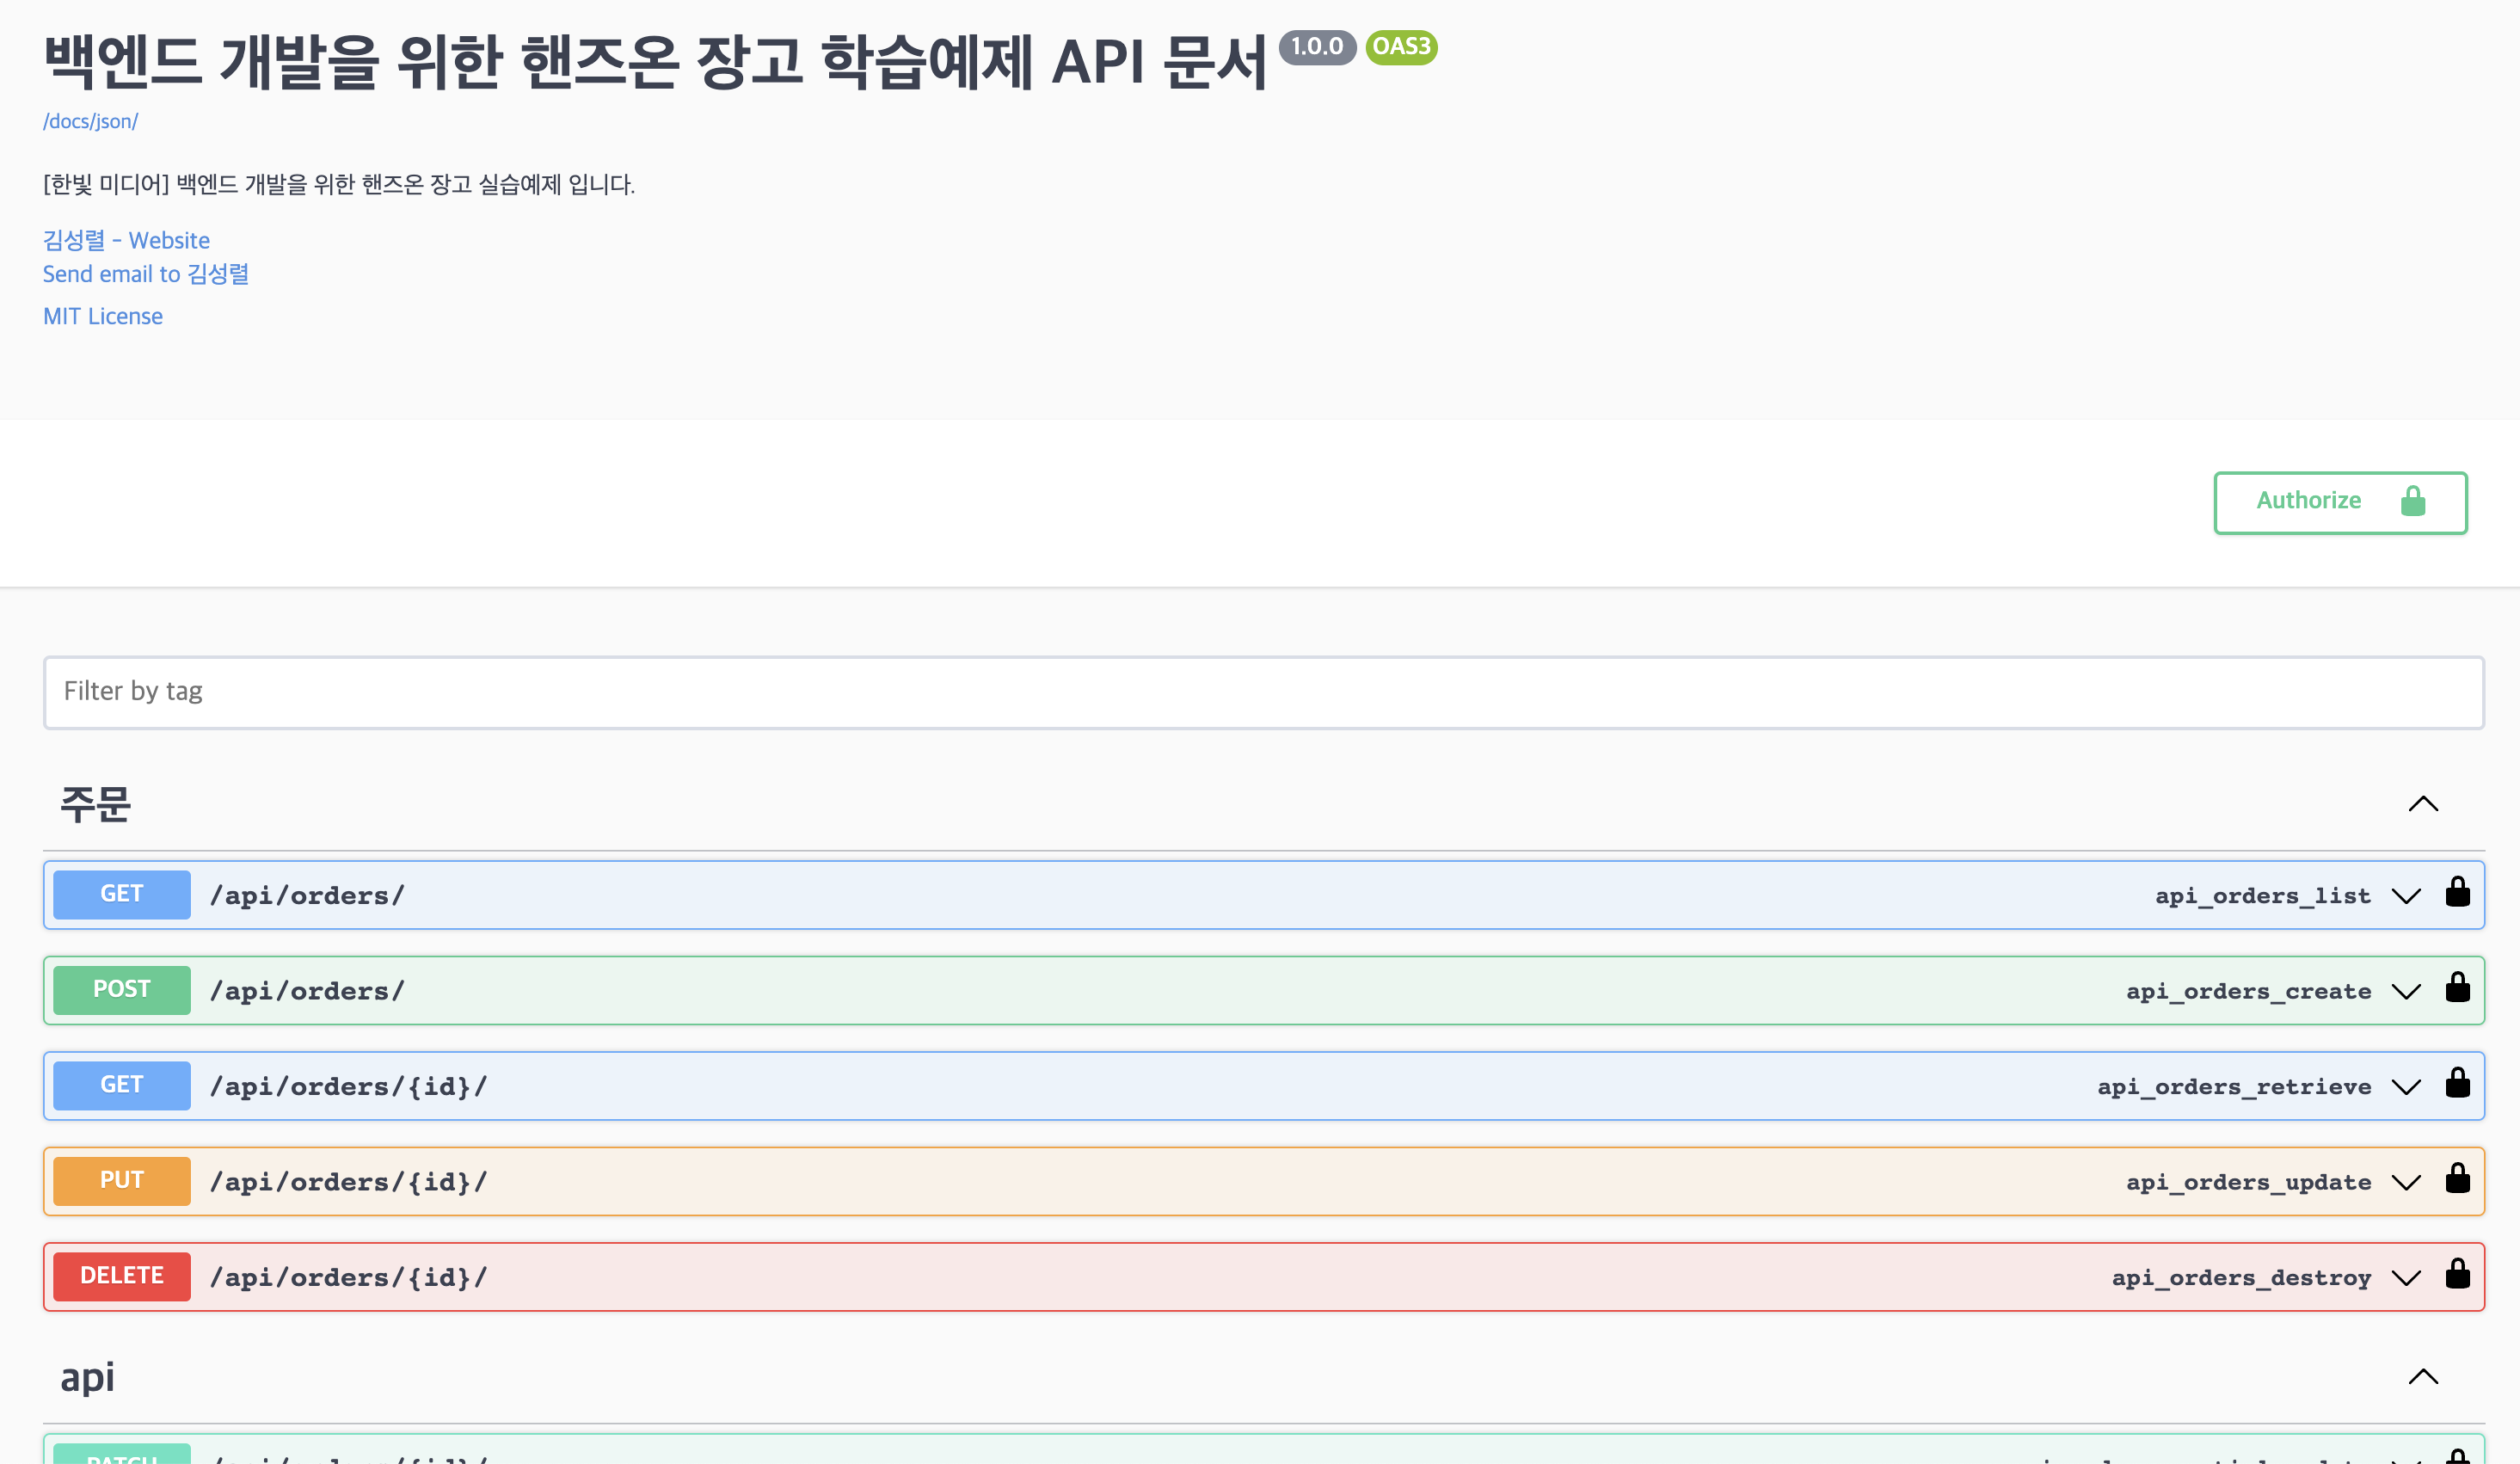 백엔드 개발을 위한 핸즈온 장고 학습예제 API 문서 1.0.0 OAS3
/docs/json/
[한빛 미디어] 백엔드 개발을 위한 핸즈온 장고 실습예제 입니다.
김성렬 - Website
Send email to 김성렬
MIT License
Authorize
Filter by tag
주문
GET /api/orders/ api_orders_list
POST /api/orders/ api_orders_create
GET /api/orders/{id}/ api_orders_retrieve
PUT /api/orders/{id}/ api_orders_update
DELETE /api/orders/{id}/ api_orders_destroy
api
PATCH /api/orders/{id}/